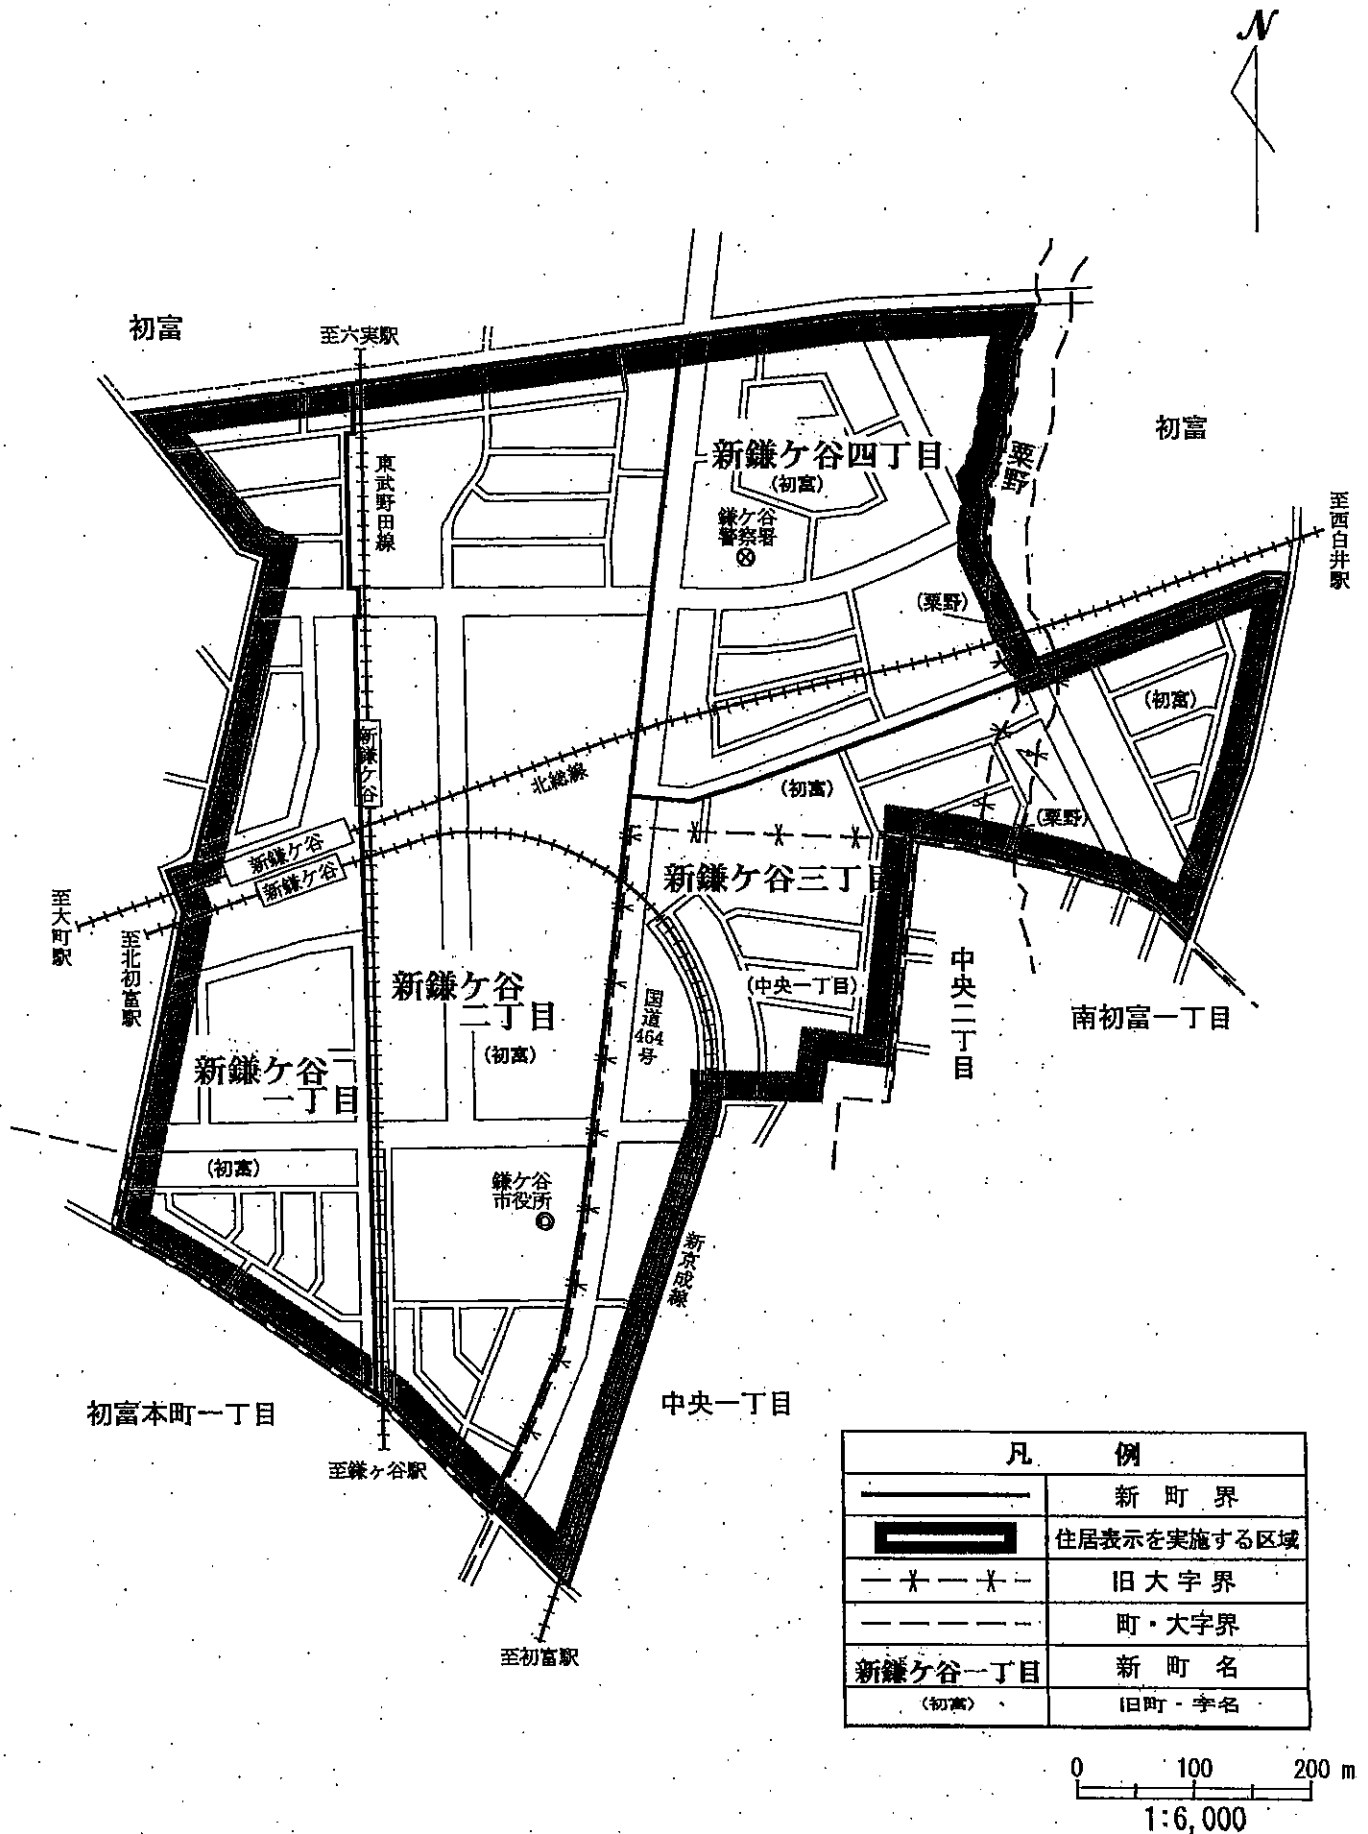 N
初富
至六実駅
初富
東武野田線
新鎌ケ谷四丁目
(初富)
粟野
鎌ケ谷
警察署
至西白井駅
(粟野)
(初富)
新鎌ケ谷
北総線
(初富)
(粟野)
新鎌ケ谷
新鎌ケ谷
新鎌ケ谷三丁目
至大町駅
至北初富駅
新鎌ケ谷
二丁目
(初富)
国道
464
号
(中央一丁目)
中央二丁目
南初富一丁目
新鎌ケ谷
一丁目
(初富)
鎌ケ谷
市役所
新京成線
初富本町一丁目
中央一丁目
至鎌ヶ谷駅
至初富駅
凡 例
新町界
住居表示を実施する区域
旧大字界
町・大字界
新鎌ケ谷一丁目 新町名
(初富) 旧町・字名
0 100 200 m
1:6,000